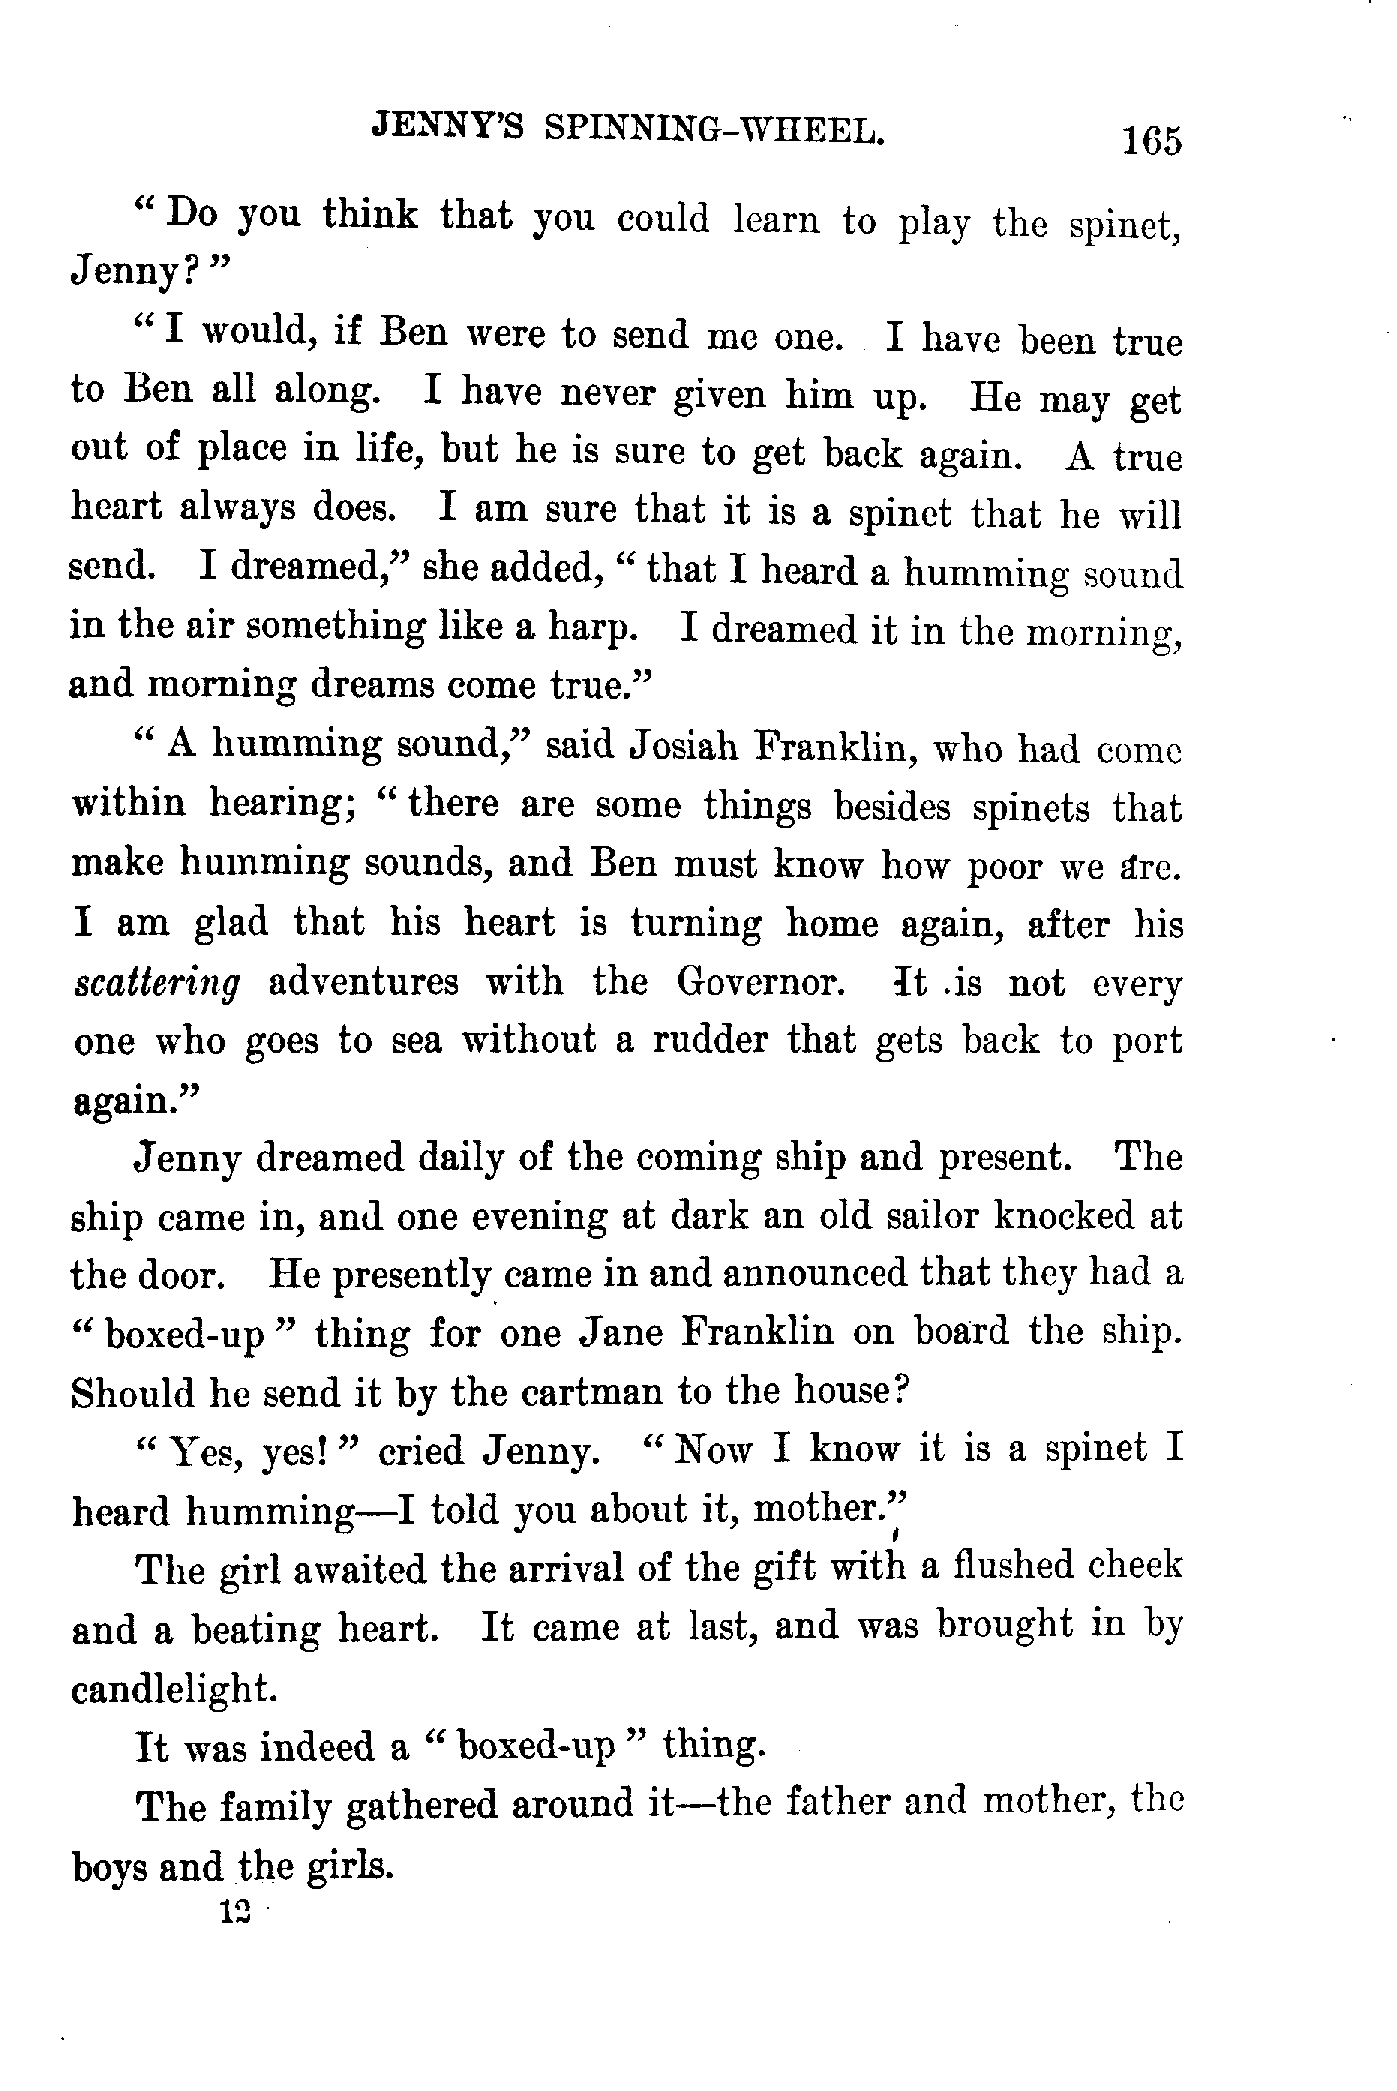 JENNY'S SPINNING-WHEEL. 165
“ Do you think that you could learn to play the spinet,
Jenny? ”
“ I would, if Ben were to send me one. I have been true
to Ben all along. I have never given him up. He may get
out of place in life, but he is sure to get back again. A true
heart always does. I am sure that it is a spinet that he will
send. I dreamed,” she added, “ that I heard a humming sound
in the air something like a harp. I dreamed it in the morning,
and morning dreams come true.”
“ A humming sound,” said Josiah Franklin, who had come
within hearing; “ there are some things besides spinets that
make humming sounds, and Ben must know how poor we are.
I am glad that his heart is turning home again, after his
scattering adventures with the Governor. It is not every
one who goes to sea without a rudder that gets back to port
again.”
Jenny dreamed daily of the coming ship and present. The
ship came in, and one evening at dark an old sailor knocked at
the door. He presently came in and announced that they had a
“ boxed-up ” thing for one Jane Franklin on board the ship.
Should he send it by the cartman to the house?
“ Yes, yes! ” cried Jenny. “ Now I know it is a spinet I
heard humming—I told you about it, mother.”
The girl awaited the arrival of the gift with a flushed cheek
and a beating heart. It came at last, and was brought in by
candlelight.
It was indeed a “ boxed-up ” thing.
The family gathered around it—the father and mother, the
boys and the girls.
12